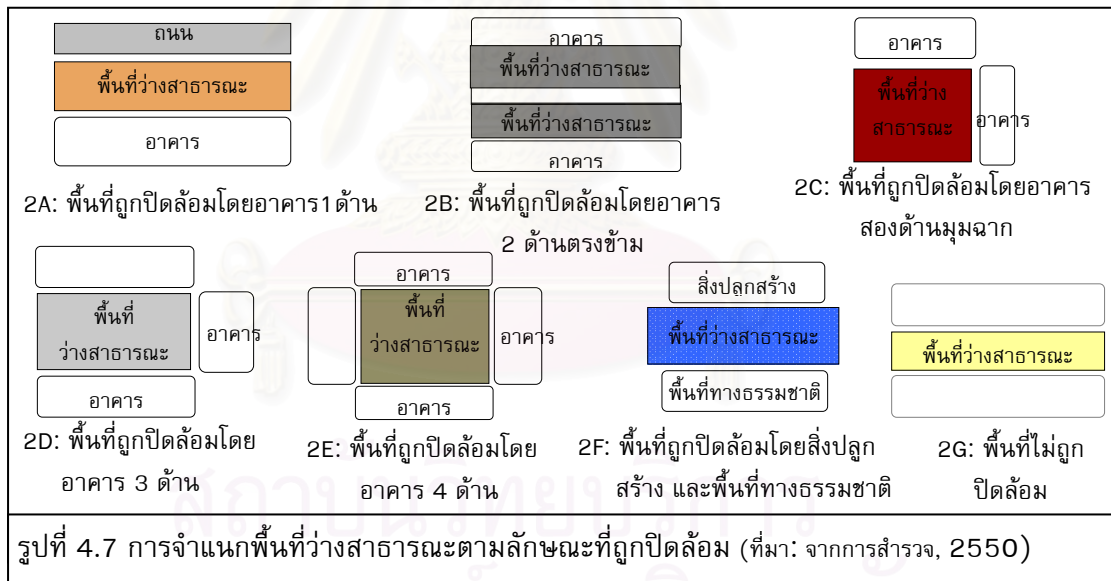 ถนน
พื้นที่ว่างสาธารณะ
อาคาร
2A: พื้นที่ถูกปิดล้อมโดยอาคาร1ด้าน
อาคาร
พื้นที่ว่างสาธารณะ
พื้นที่ว่างสาธารณะ
อาคาร
2B: พื้นที่ถูกปิดล้อมโดยอาคาร
2 ด้านตรงข้าม
อาคาร
พื้นที่ว่าง
สาธารณะ
อาคาร
2C: พื้นที่ถูกปิดล้อมโดยอาคาร
สองด้านมุมฉาก
พื้นที่
ว่างสาธารณะ
อาคาร
อาคาร
2D: พื้นที่ถูกปิดล้อมโดย
อาคาร 3 ด้าน
อาคาร
พื้นที่
ว่างสาธารณะ
อาคาร
อาคาร
2E: พื้นที่ถูกปิดล้อมโดย
อาคาร 4 ด้าน
สิ่งปลูกสร้าง
พื้นที่ว่างสาธารณะ
พื้นที่ทางธรรมชาติ
2F: พื้นที่ถูกปิดล้อมโดยสิ่งปลูก
สร้าง และพื้นที่ทางธรรมชาติ
พื้นที่ว่างสาธารณะ
2G: พื้นที่ไม่ถูก
ปิดล้อม
สถาบันวิทยบริการ
รูปที่ 4.7 การจำแนกพื้นที่ว่างสาธารณะตามลักษณะที่ถูกปิดล้อม (ที่มา: จากการสำรวจ, 2550)